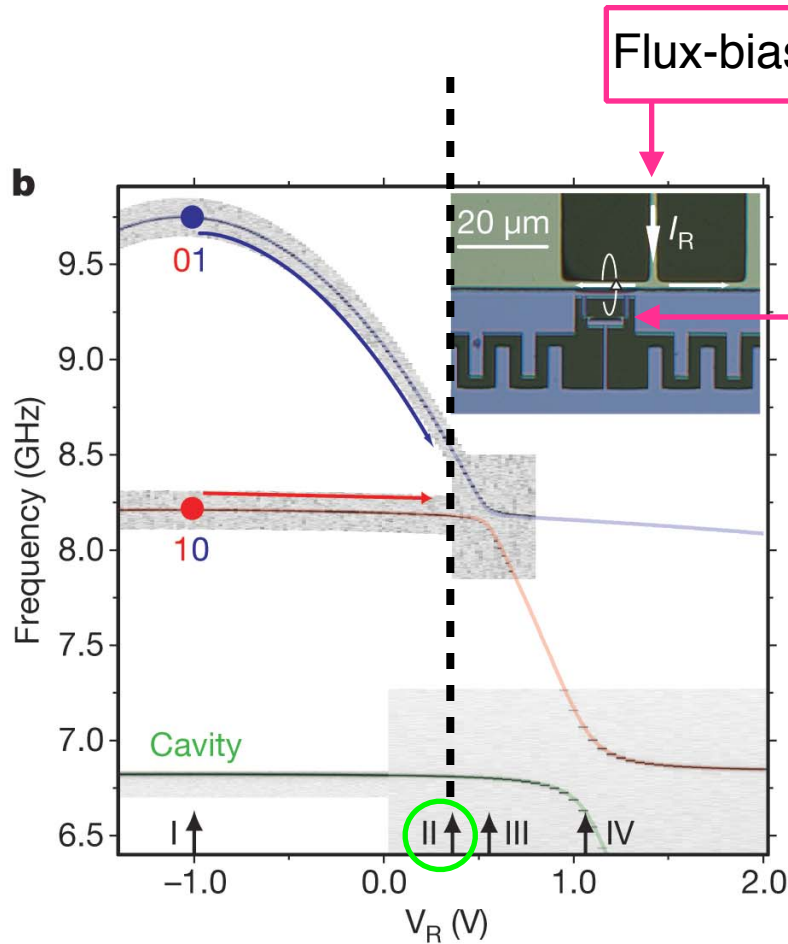 Flux-bias
b
20 μm
I_R
01
10
Cavity
I
II
III
IV
Frequency (GHz)
9.5
9.0
8.5
8.0
7.5
7.0
6.5
−1.0
0.0
1.0
2.0
V_R (V)